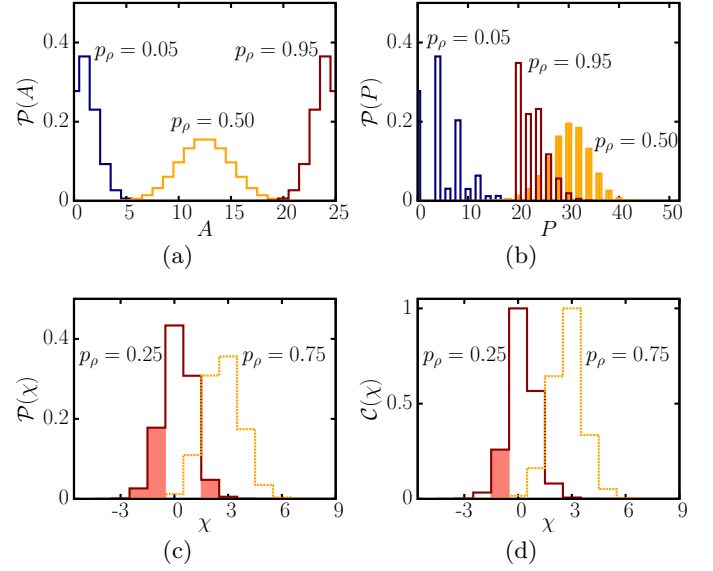 0.4
0.2
0
𝒫(A)
p_ρ = 0.05
p_ρ = 0.95
p_ρ = 0.50
0 5 10 15 20 25
A
(a)
0.4
0.2
0
𝒫(P)
p_ρ = 0.05
p_ρ = 0.95
p_ρ = 0.50
0 10 20 30 40 50
P
(b)
0.4
0.2
0
𝒫(χ)
p_ρ = 0.25
p_ρ = 0.75
-3 0 3 6 9
χ
(c)
1
0.5
0
𝒞(χ)
p_ρ = 0.25
p_ρ = 0.75
-3 0 3 6 9
χ
(d)